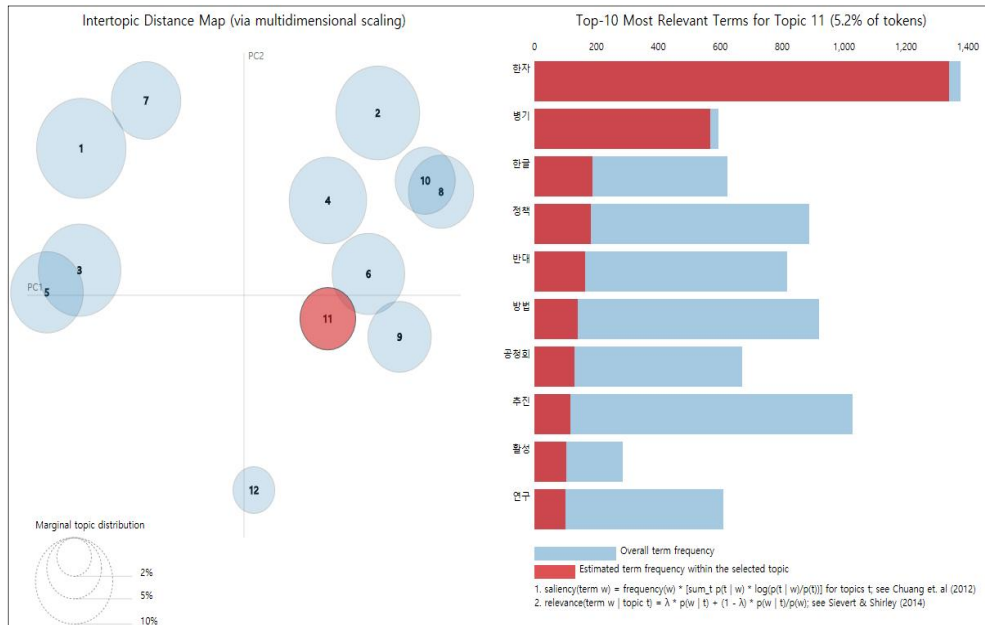 Intertopic Distance Map (via multidimensional scaling)
PC2
PC1
7
1
2
10
8
4
3
5
6
11
9
12
Marginal topic distribution
2%
5%
10%
Top-10 Most Relevant Terms for Topic 11 (5.2% of tokens)
0 200 400 600 800 1,000 1,200 1,400
한자
병기
한글
정책
반대
방법
공청회
추진
활성
연구
Overall term frequency
Estimated term frequency within the selected topic
1. saliency(term w) = frequency(w) * [sum_t p(t | w) * log(p(t | w)/p(t))] for topics t; see Chuang et. al (2012)
2. relevance(term w | topic t) = λ * p(w | t) + (1 - λ) * p(w | t)/p(w); see Sievert & Shirley (2014)